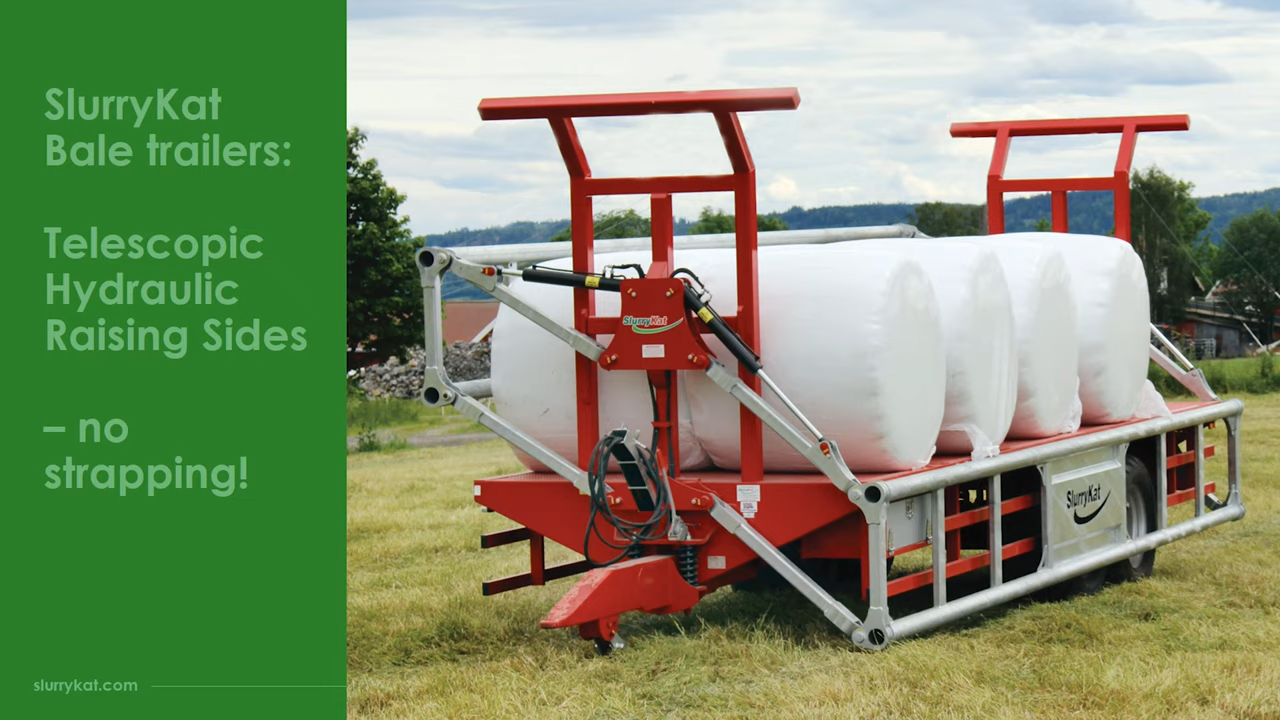 SlurryKat
Bale trailers:
Telescopic
Hydraulic
Raising Sides
– no
strapping!
slurrykat.com
SlurryKat
SlurryKat